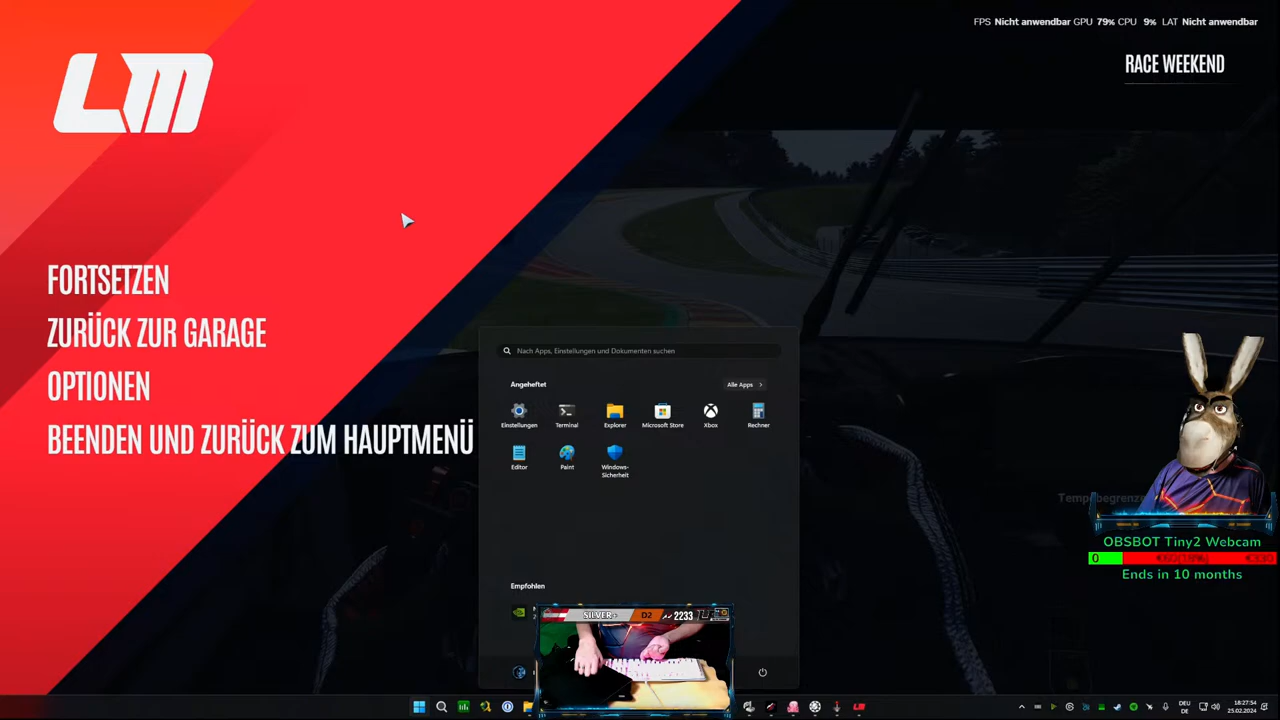 FPS Nicht anwendbar GPU 79% CPU 9% LAT Nicht anwendbar
LM
RACE WEEKEND
FORTSETZEN
ZURÜCK ZUR GARAGE
OPTIONEN
BEENDEN UND ZURÜCK ZUM HAUPTMENÜ
Nach Apps, Einstellungen und Dokumenten suchen
Angeheftet
Alle Apps
Einstellungen
Terminal
Explorer
Microsoft Store
Xbox
Rechner
Editor
Paint
Windows-
Sicherheit
Empfohlen
SILVER+ D2 2233
OBSBOT Tiny2 Webcam
0
Ends in 10 months
DEU
DE
18:27:54
25.02.2024